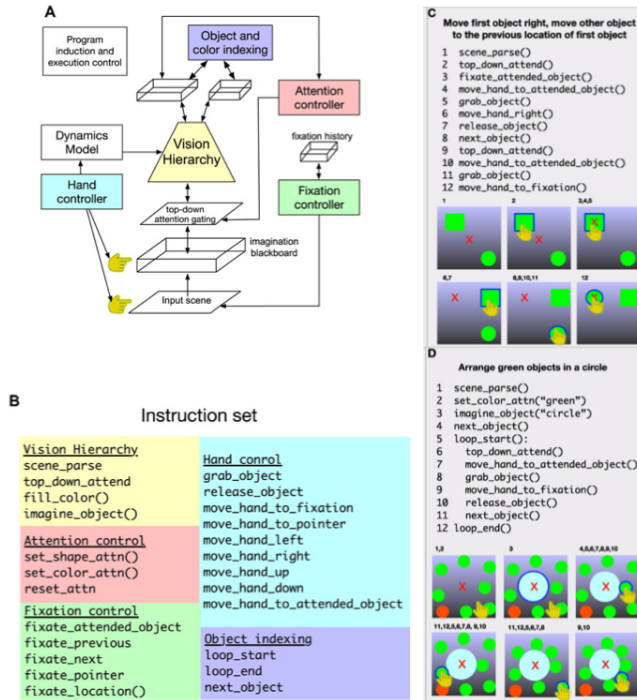 A
Program
induction and
execution control
Object and
color indexing
Attention
controller
Dynamics
Model
Vision
Hierarchy
fixation history
Hand
controller
Fixation
controller
top-down
attention gating
imagination
blackboard
Input scene
B
Instruction set
Vision Hierarchy
scene_parse
top_down_attend
fill_color()
imagine_object()
Attention control
set_shape_attn()
set_color_attn()
reset_attn
Fixation control
fixate_attended_object
fixate_previous
fixate_next
fixate_pointer
fixate_location()
Hand conrol
grab_object
release_object
move_hand_to_fixation
move_hand_to_pointer
move_hand_left
move_hand_right
move_hand_up
move_hand_down
move_hand_to_attended_object
Object indexing
loop_start
loop_end
next_object
C
Move first object right, move other object
to the previous location of first object
1 scene_parse()
2 top_down_attend()
3 fixate_attended_object()
4 move_hand_to_attended_object()
5 grab_object()
6 move_hand_right()
7 release_object()
8 next_object()
9 top_down_attend()
10 move_hand_to_attended_object()
11 grab_object()
12 move_hand_to_fixation()
1 2 3,4,5
X X X
6,7 8,9,10,11 12
X X X
D
Arrange green objects in a circle
1 scene_parse()
2 set_color_attn("green")
3 imagine_object("circle")
4 next_object()
5 loop_start():
6 top_down_attend()
7 move_hand_to_attended_object()
8 grab_object()
9 move_hand_to_fixation()
10 release_object()
11 next_object()
12 loop_end()
1,2 3 4,5,6,7,8,9,10
X X X
11,12,5,6,7,8, 9,10 11,12,5,6,7,8 9,10
X X X